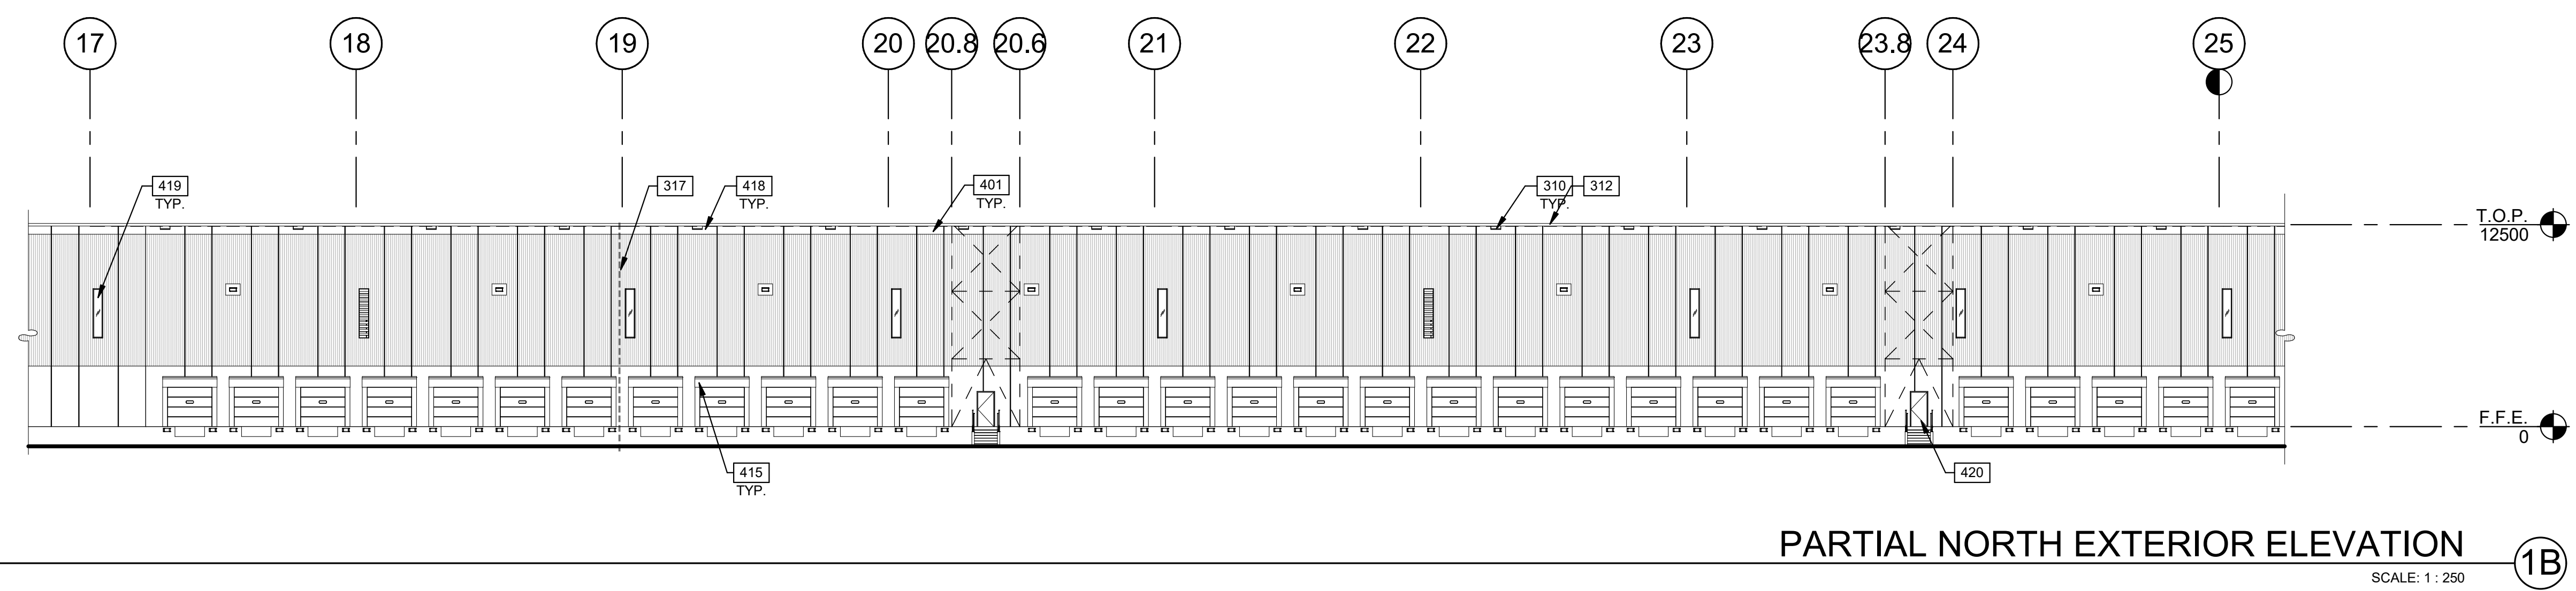 17 18 19 20 20.8 20.6 21 22 23 23.8 24 25
419 317 418 401 310 312
TYP. TYP. TYP. TYP.
T.O.P.
12500
F.F.E.
0
415 420
TYP.
PARTIAL NORTH EXTERIOR ELEVATION
1B
SCALE: 1 : 250